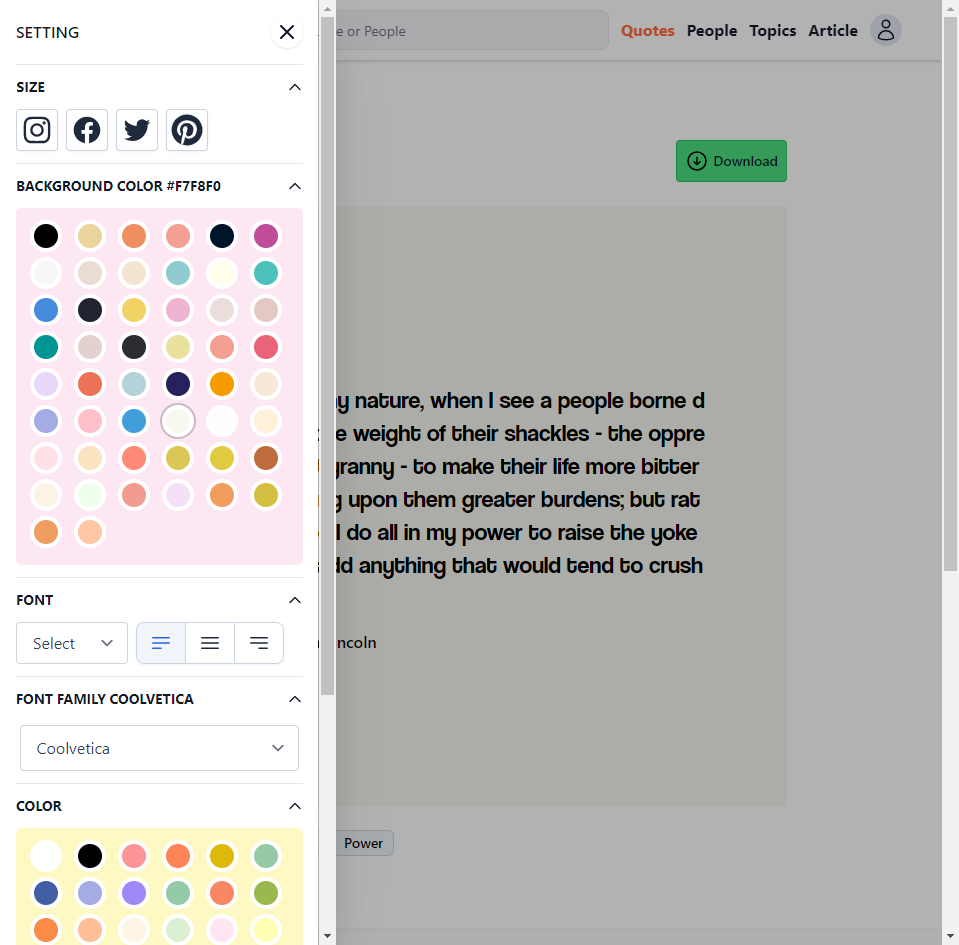 SETTING
e or People
Quotes
People
Topics
Article
SIZE
Download
BACKGROUND COLOR #F7F8F0
y nature, when I see a people borne d
e weight of their shackles - the oppre
yranny - to make their life more bitter
g upon them greater burdens; but rat
I do all in my power to raise the yoke
dd anything that would tend to crush
ncoln
FONT
Select
FONT FAMILY COOLVETICA
Coolvetica
COLOR
Power